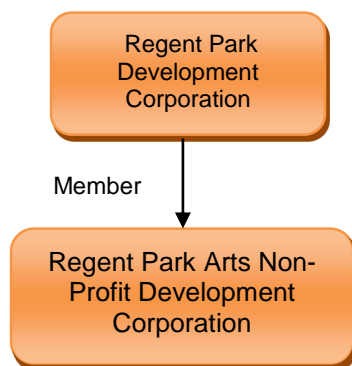 Regent Park
Development
Corporation
Member
Regent Park Arts Non-
Profit Development
Corporation